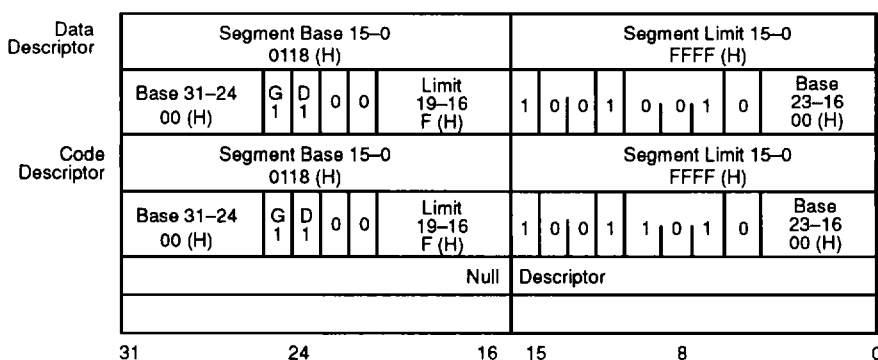 Data Descriptor
Segment Base 15–0
0118 (H)
Segment Limit 15–0
FFFF (H)
Base 31–24
00 (H)
G
1
D
1
0
0
Limit
19–16
F (H)
1 0 0 1 0 0 1 0
Base
23–16
00 (H)
Code Descriptor
Segment Base 15–0
0118 (H)
Segment Limit 15–0
FFFF (H)
Base 31–24
00 (H)
G
1
D
1
0
0
Limit
19–16
F (H)
1 0 0 1 1 0 1 0
Base
23–16
00 (H)
Null Descriptor
31 24 16 15 8 0